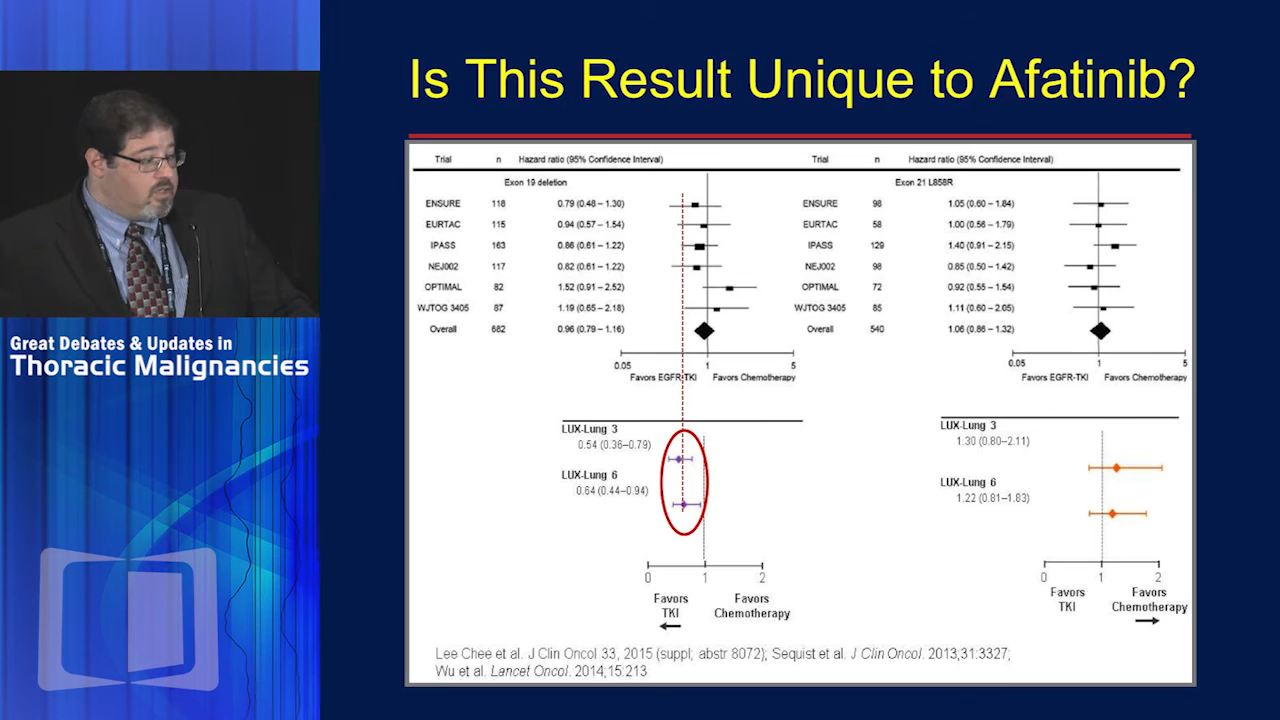 Is This Result Unique to Afatinib?
Great Debates & Updates in
Thoracic Malignancies
Trial n Hazard ratio (95% Confidence Interval)
Exon 19 deletion
ENSURE 118 0.79 (0.48 – 1.30)
EURTAC 115 0.94 (0.57 – 1.54)
IPASS 163 0.86 (0.61 – 1.22)
NEJ002 117 0.82 (0.61 – 1.22)
OPTIMAL 82 1.52 (0.91 – 2.52)
WJTOG 3405 87 1.19 (0.65 – 2.18)
Overall 682 0.96 (0.79 – 1.16)
0.05 1 5
Favors EGFR-TKI Favors Chemotherapy
Trial n Hazard ratio (95% Confidence Interval)
Exon 21 L858R
ENSURE 98 1.05 (0.60 – 1.84)
EURTAC 58 1.00 (0.56 – 1.79)
IPASS 129 1.40 (0.91 – 2.15)
NEJ002 98 0.85 (0.50 – 1.42)
OPTIMAL 72 0.92 (0.55 – 1.54)
WJTOG 3405 85 1.11 (0.60 – 2.05)
Overall 540 1.06 (0.86 – 1.32)
0.05 1 5
Favors EGFR-TKI Favors Chemotherapy
LUX-Lung 3
0.54 (0.36–0.79)
LUX-Lung 6
0.64 (0.44–0.94)
0 1 2
Favors Favors
TKI Chemotherapy
LUX-Lung 3
1.30 (0.80–2.11)
LUX-Lung 6
1.22 (0.81–1.83)
0 1 2
Favors Favors
TKI Chemotherapy
Lee Chee et al. J Clin Oncol 33, 2015 (suppl; abstr 8072); Sequist et al. J Clin Oncol. 2013;31:3327;
Wu et al. Lancet Oncol. 2014;15:213